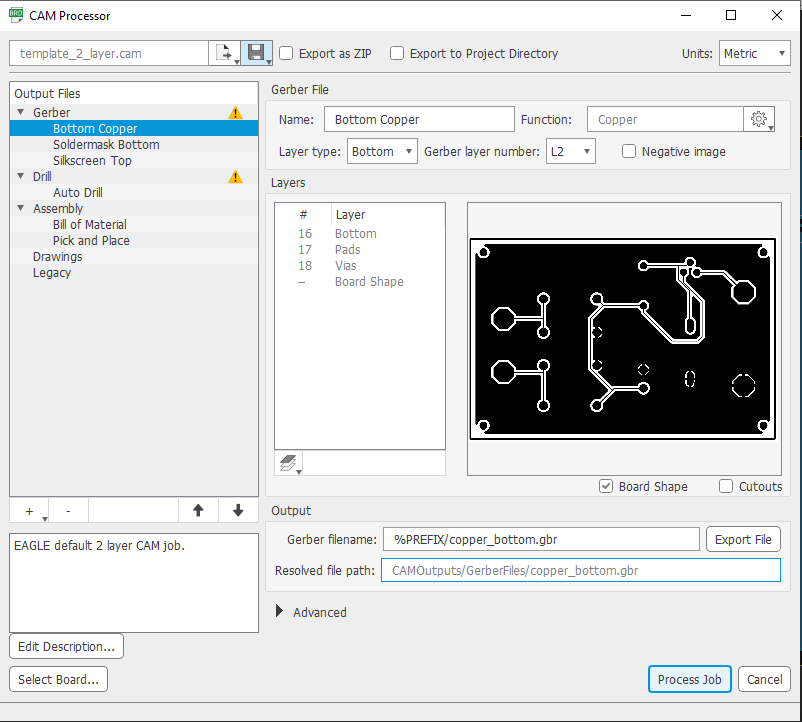 BRD CAM Processor
template_2_layer.cam Export as ZIP Export to Project Directory Units: Metric
Output Files
Gerber
Bottom Copper
Soldermask Bottom
Silkscreen Top
Drill
Auto Drill
Assembly
Bill of Material
Pick and Place
Drawings
Legacy
+ -
EAGLE default 2 layer CAM job.
Edit Description...
Select Board...
Gerber File
Name: Bottom Copper Function: Copper
Layer type: Bottom Gerber layer number: L2 Negative image
Layers
# Layer
16 Bottom
17 Pads
18 Vias
– Board Shape
Board Shape Cutouts
Output
Gerber filename: %PREFIX/copper_bottom.gbr Export File
Resolved file path: CAMOutputs/GerberFiles/copper_bottom.gbr
Advanced
Process Job Cancel